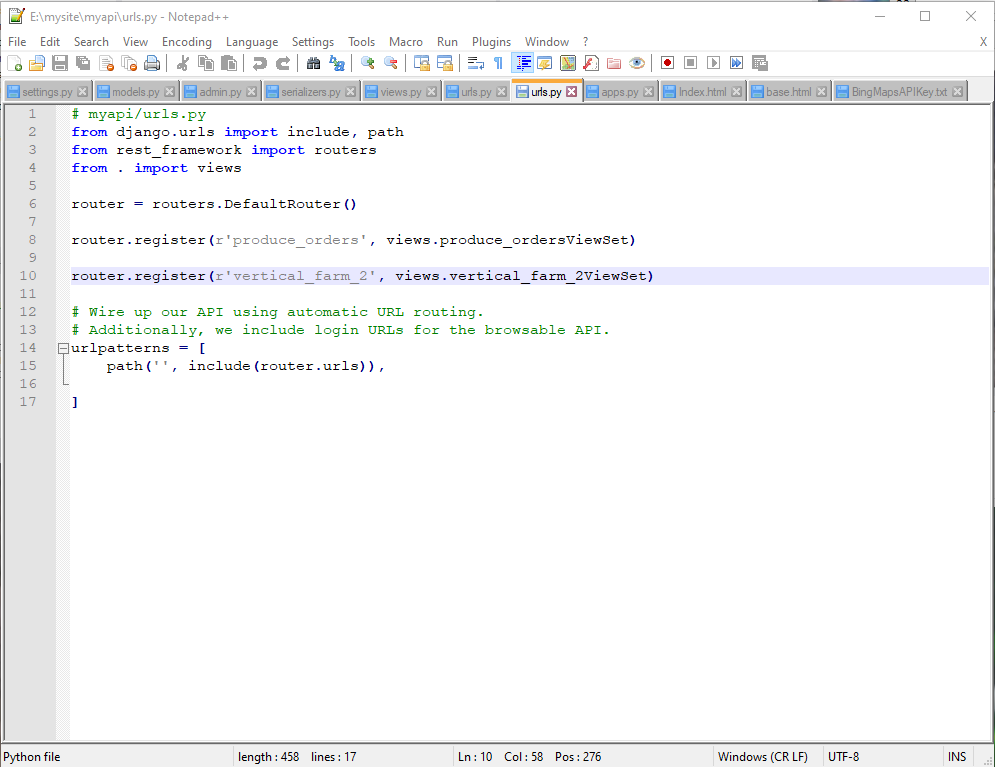 E:\mysite\myapi\urls.py - Notepad++
File Edit Search View Encoding Language Settings Tools Macro Run Plugins Window ? X
settings.py models.py admin.py serializers.py views.py urls.py urls.py apps.py Index.html base.html BingMapsAPIKey.txt
1 # myapi/urls.py
2 from django.urls import include, path
3 from rest_framework import routers
4 from . import views
5
6 router = routers.DefaultRouter()
7
8 router.register(r'produce_orders', views.produce_ordersViewSet)
9
10 router.register(r'vertical_farm_2', views.vertical_farm_2ViewSet)
11
12 # Wire up our API using automatic URL routing.
13 # Additionally, we include login URLs for the browsable API.
14 urlpatterns = [
15     path('', include(router.urls)),
16
17 ]
Python file length : 458 lines : 17 Ln : 10 Col : 58 Pos : 276 Windows (CR LF) UTF-8 INS